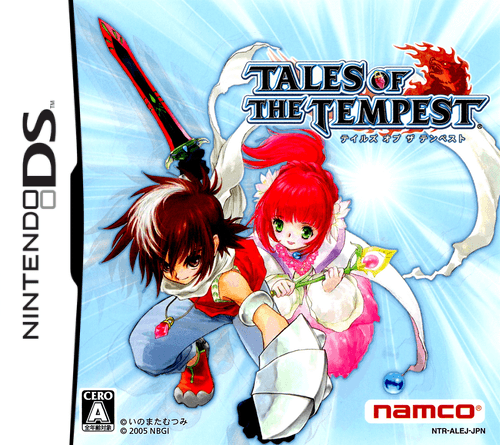 NINTENDO DS™
TALES OF
THE TEMPEST®
テイルズ オブ ザ テンペスト
CERO
A
全年齢対象
©いのまたむつみ
© 2005 NBGI
namco®
NTR-ALEJ-JPN